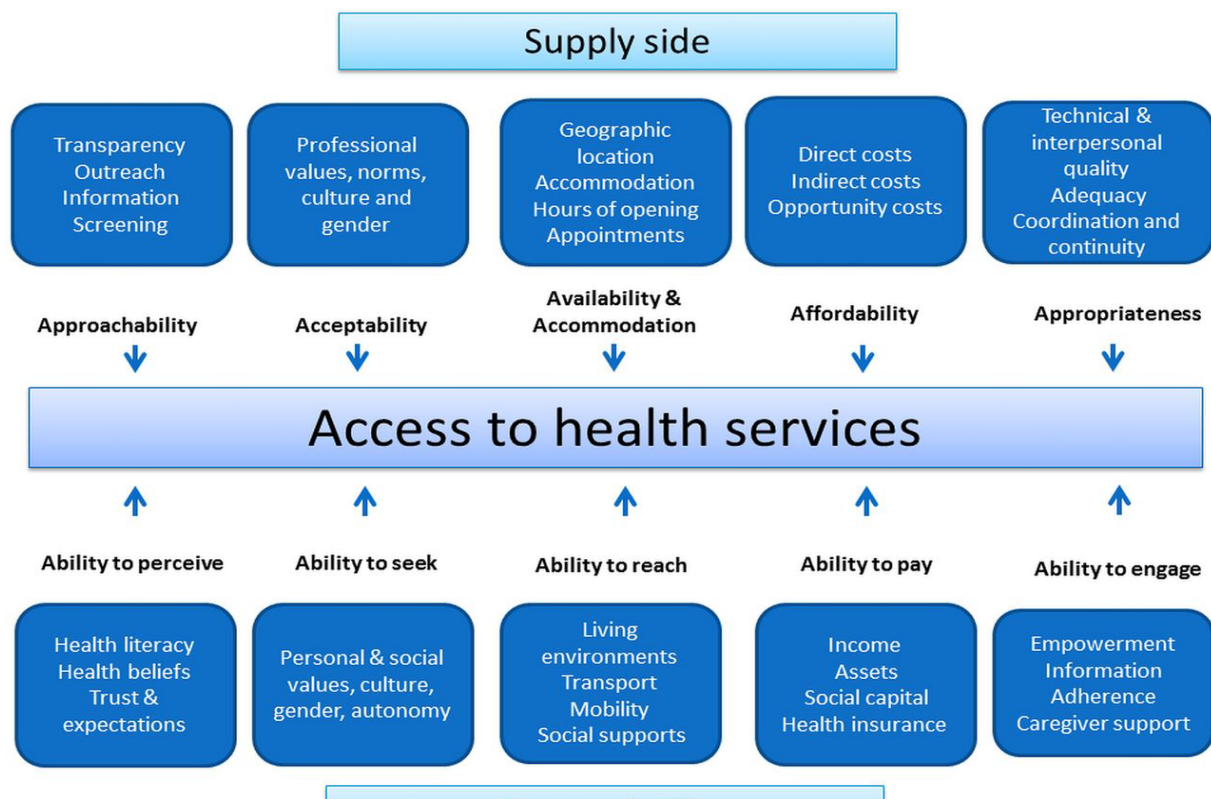 Supply side
Transparency
Outreach
Information
Screening
Professional
values, norms,
culture and
gender
Geographic
location
Accommodation
Hours of opening
Appointments
Direct costs
Indirect costs
Opportunity costs
Technical &
interpersonal
quality
Adequacy
Coordination and
continuity
Approachability
Acceptability
Availability &
Accommodation
Affordability
Appropriateness
Access to health services
Ability to perceive
Ability to seek
Ability to reach
Ability to pay
Ability to engage
Health literacy
Health beliefs
Trust &
expectations
Personal & social
values, culture,
gender, autonomy
Living
environments
Transport
Mobility
Social supports
Income
Assets
Social capital
Health insurance
Empowerment
Information
Adherence
Caregiver support